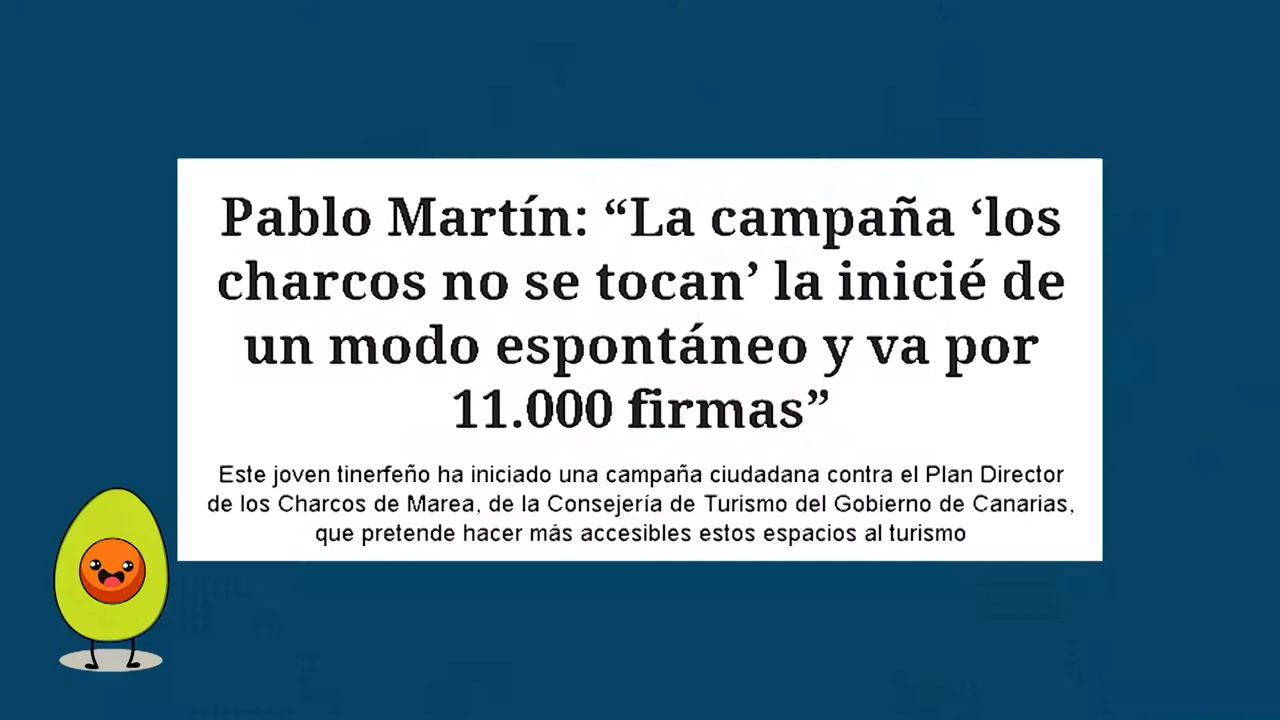 Pablo Martín: “La campaña ‘los
charcos no se tocan’ la inicié de
un modo espontáneo y va por
11.000 firmas”
Este joven tinerfeño ha iniciado una campaña ciudadana contra el Plan Director
de los Charcos de Marea, de la Consejería de Turismo del Gobierno de Canarias,
que pretende hacer más accesibles estos espacios al turismo